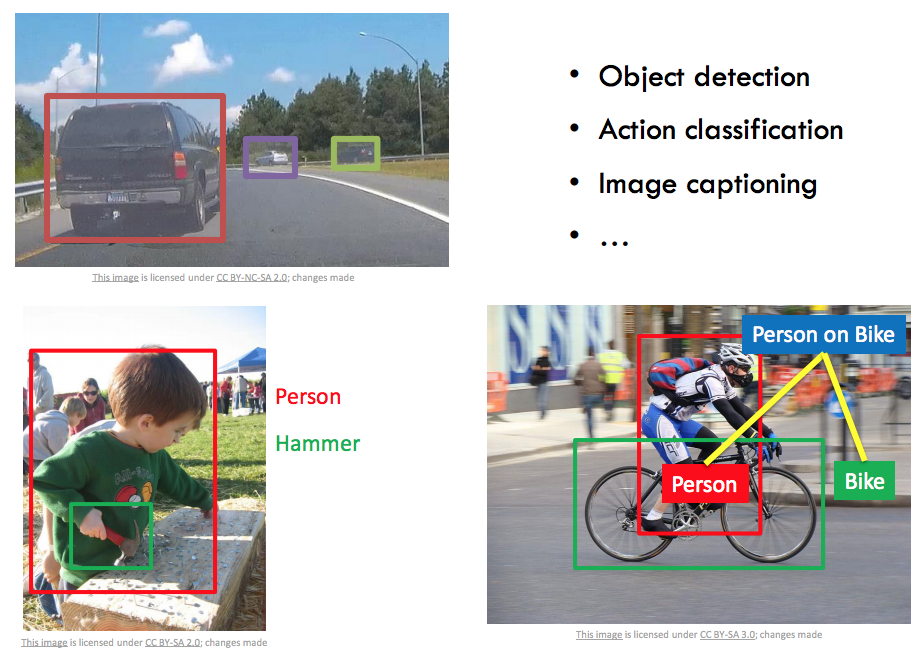 • Object detection
• Action classification
• Image captioning
• ...
This image is licensed under CC BY-NC-SA 2.0; changes made
Person
Hammer
Person on Bike
Person
Bike
This image is licensed under CC BY-SA 2.0; changes made
This image is licensed under CC BY-SA 3.0; changes made